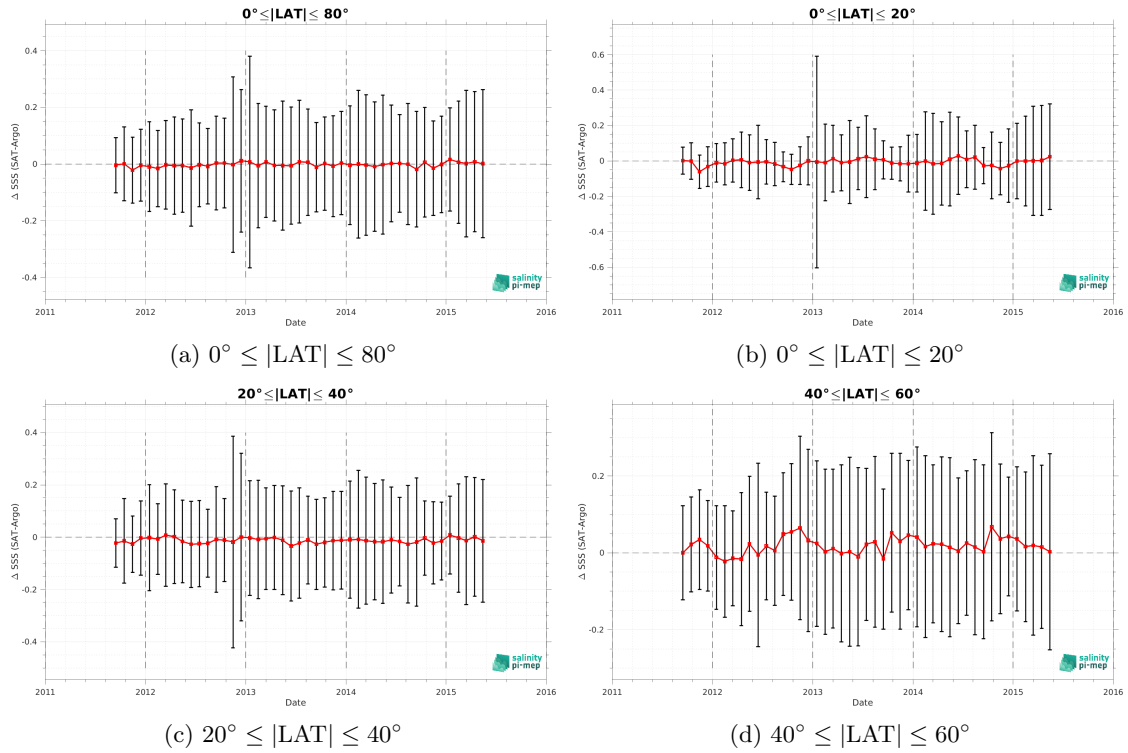 0°≤|LAT|≤ 80°
Δ SSS (SAT-Argo)
0.4
0.2
0
-0.2
-0.4
2011 2012 2013 2014 2015 2016
Date
salinity
pi-mep
(a) 0° ≤ |LAT| ≤ 80°
0°≤|LAT|≤ 20°
Δ SSS (SAT-Argo)
0.6
0.4
0.2
0
-0.2
-0.4
-0.6
2011 2012 2013 2014 2015 2016
Date
salinity
pi-mep
(b) 0° ≤ |LAT| ≤ 20°
20°≤|LAT|≤ 40°
Δ SSS (SAT-Argo)
0.4
0.2
0
-0.2
-0.4
2011 2012 2013 2014 2015 2016
Date
salinity
pi-mep
(c) 20° ≤ |LAT| ≤ 40°
40°≤|LAT|≤ 60°
Δ SSS (SAT-Argo)
0.2
0
-0.2
2011 2012 2013 2014 2015 2016
Date
salinity
pi-mep
(d) 40° ≤ |LAT| ≤ 60°